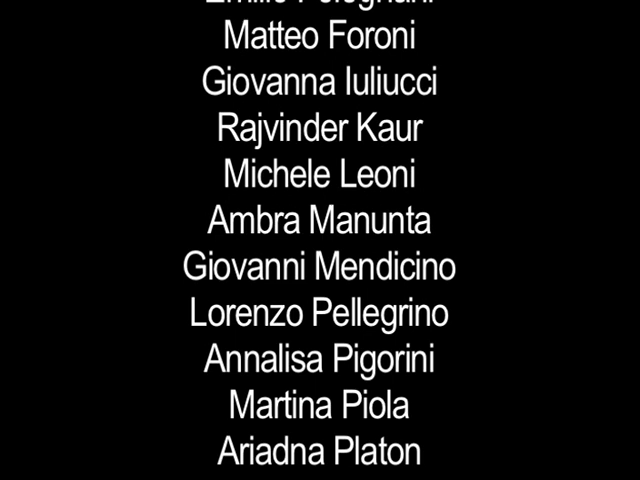 Matteo Foroni
Giovanna Iuliucci
Rajvinder Kaur
Michele Leoni
Ambra Manunta
Giovanni Mendicino
Lorenzo Pellegrino
Annalisa Pigorini
Martina Piola
Ariadna Platon